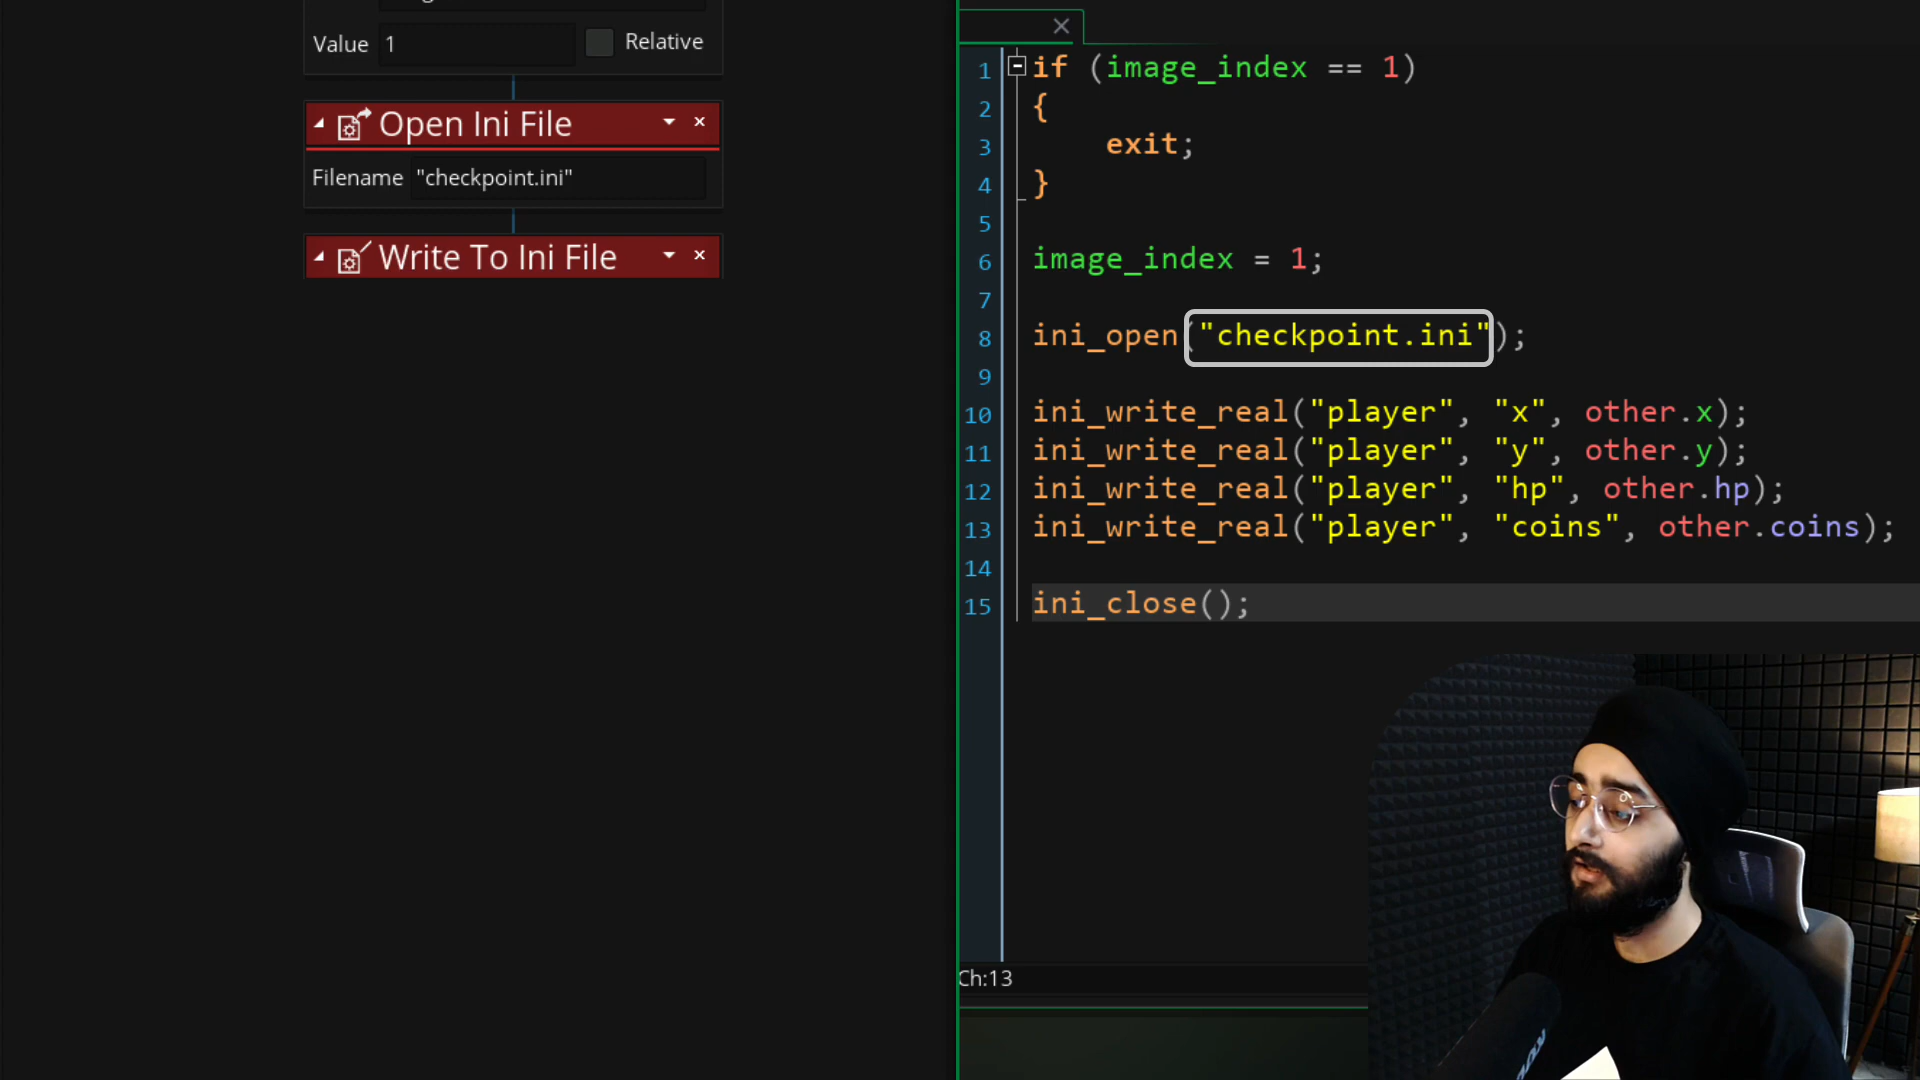 Value 1 Relative
Open Ini File
Filename "checkpoint.ini"
Write To Ini File
1 if (image_index == 1)
2 {
3 exit;
4 }
5
6 image_index = 1;
7
8 ini_open("checkpoint.ini");
9
10 ini_write_real("player", "x", other.x);
11 ini_write_real("player", "y", other.y);
12 ini_write_real("player", "hp", other.hp);
13 ini_write_real("player", "coins", other.coins);
14
15 ini_close();
Ch:13